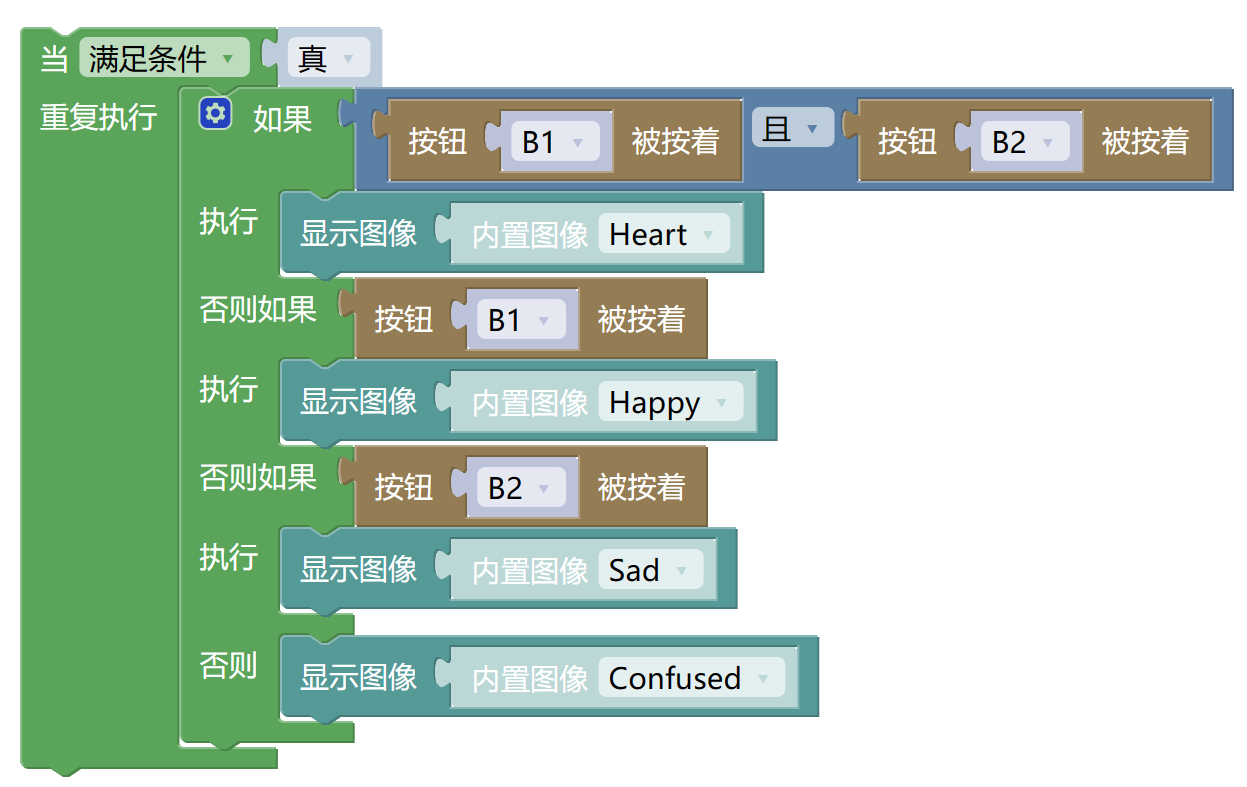 当 满足条件 真
重复执行 如果 按钮 B1 被按着 且 按钮 B2 被按着
执行 显示图像 内置图像 Heart
否则如果 按钮 B1 被按着
执行 显示图像 内置图像 Happy
否则如果 按钮 B2 被按着
执行 显示图像 内置图像 Sad
否则 显示图像 内置图像 Confused